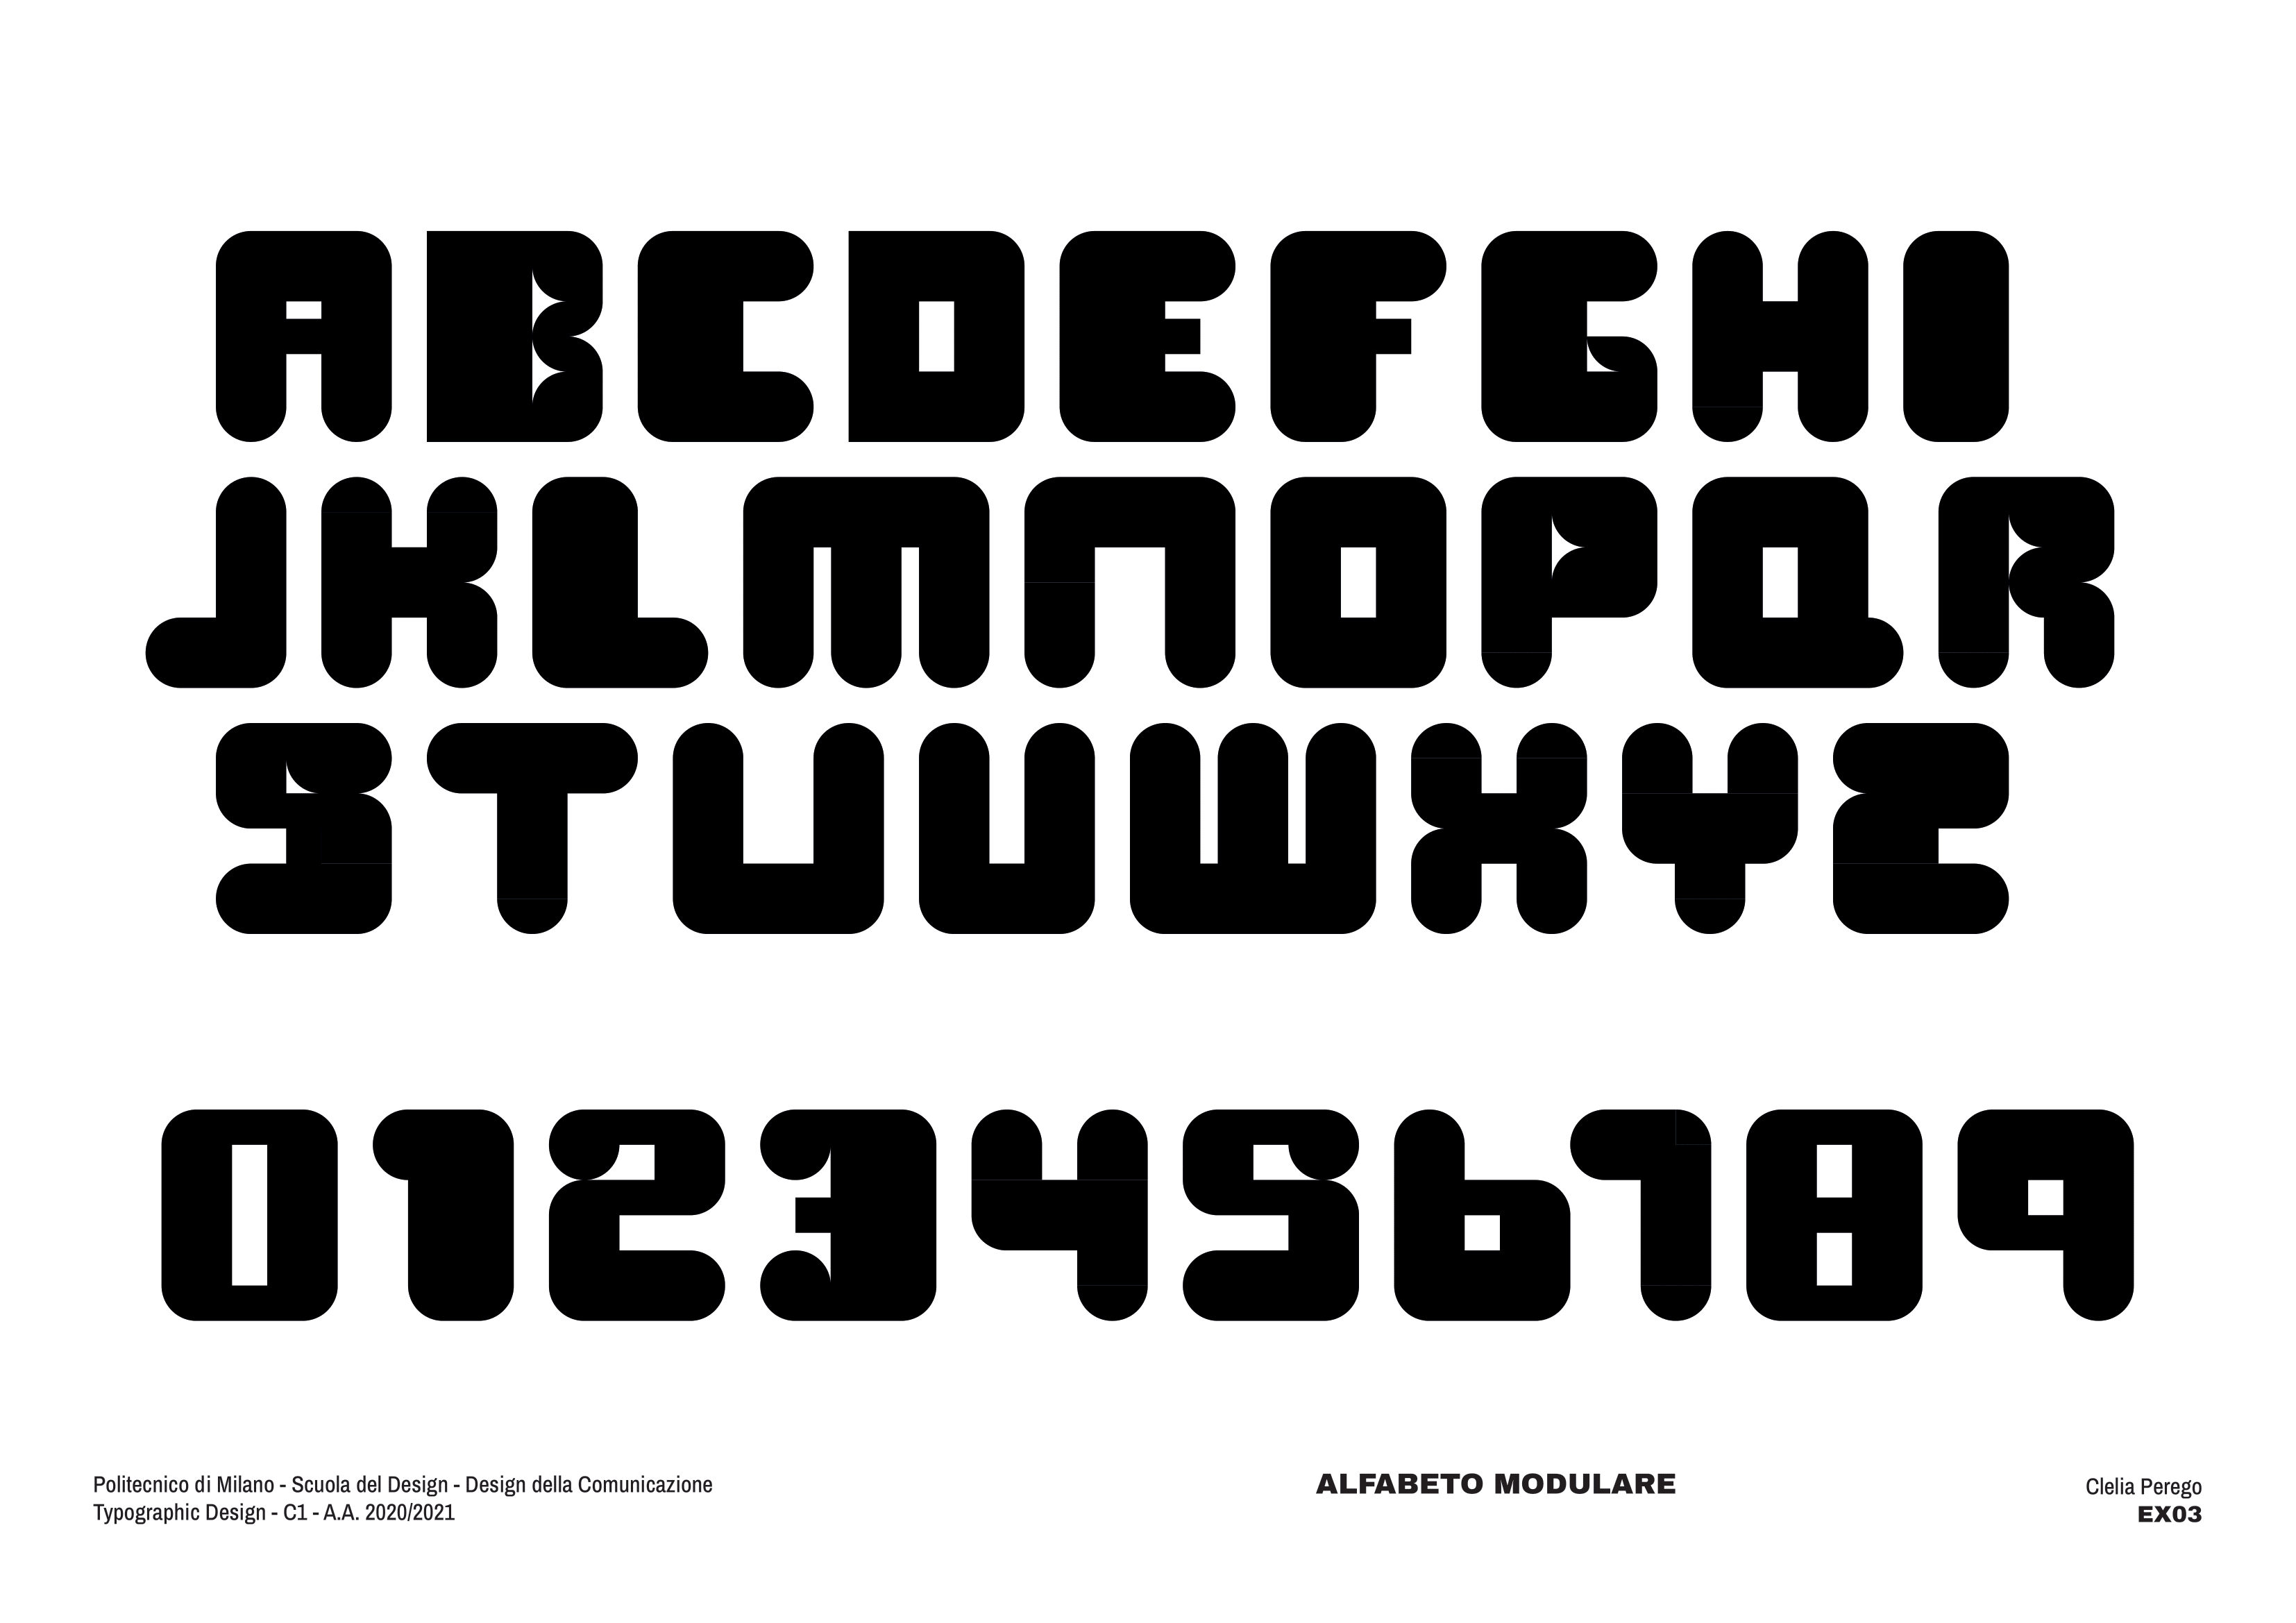 ABCDEFGHI
JKLMNOPQR
STUVWXYZ
0123456789
Politecnico di Milano - Scuola del Design - Design della Comunicazione
Typographic Design - C1 - A.A. 2020/2021
ALFABETO MODULARE
Clelia Perego
EX03